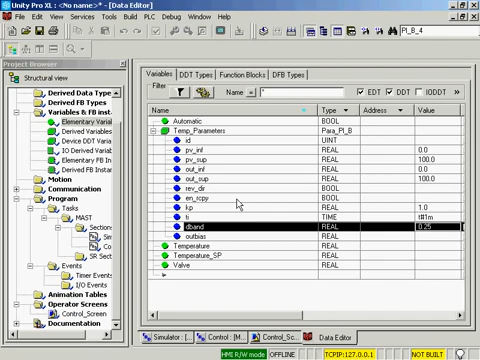 Unity Pro XL : <No name>* - [Data Editor]
File Edit View Services Tools Build PLC Debug Window Help
PI_B_4
Project Browser
Structural view
Derived Data Type
Derived FB Types
Variables & FB inst
Elementary Varial
Derived Variables
Device DDT Varia
IO Derived Variabl
Elementary FB In
Derived FB Instan
Motion
Communication
Program
Tasks
MAST
Sections
Sim
Co
SR Sec
Events
Timer Events
I/O Events
Animation Tables
Operator Screens
Control_Screen
Documentation
Variables DDT Types Function Blocks DFB Types
Filter
Name = * EDT DDT IODDT
Name Type Address Value
Automatic BOOL
Temp_Parameters Para_PI_B
id UINT
pv_inf REAL 0.0
pv_sup REAL 100.0
out_inf REAL 0.0
out_sup REAL 100.0
rev_dir BOOL
en_rcpy BOOL
kp REAL 1.0
ti TIME t#1m
dband REAL 0.25
outbias REAL
Temperature REAL
Temperature_SP REAL
Valve REAL
Simulator : [... Control : [M... Control_Sc... Data Editor
HMI R/W mode OFFLINE TCPIP:127.0.0.1 NOT BUILT